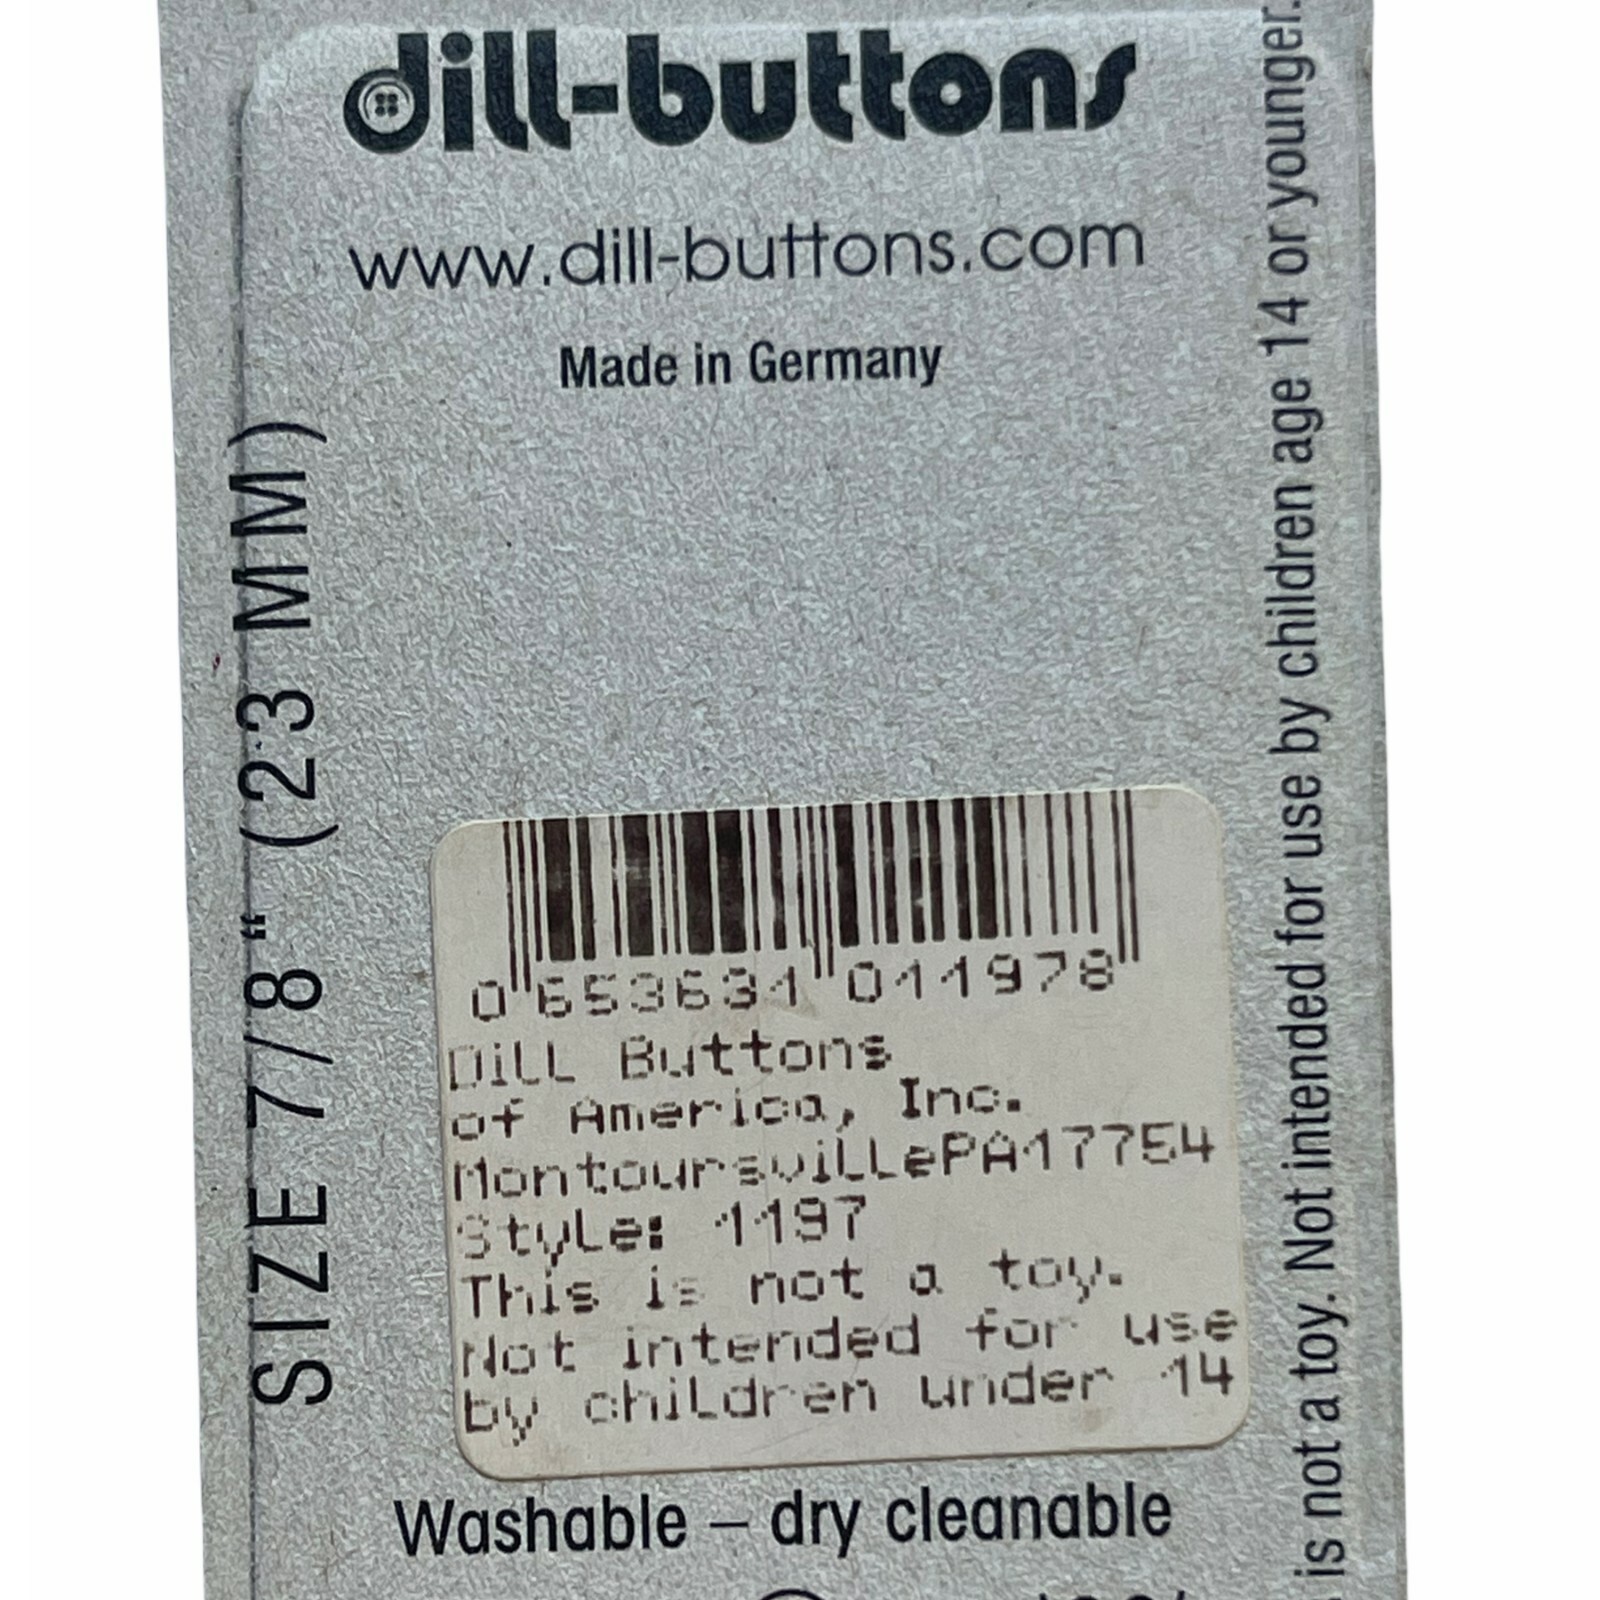 dill-buttons
www.dill-buttons.com
Made in Germany
SIZE 7/8“ (23 MM)
0 653631 011978
Dill Buttons
of America, Inc.
MontoursvillePA17754
Style: 1197
This is not a toy.
Not intended for use
by children under 14
Washable – dry cleanable
is not a toy. Not intended for use by children age 14 or younger.